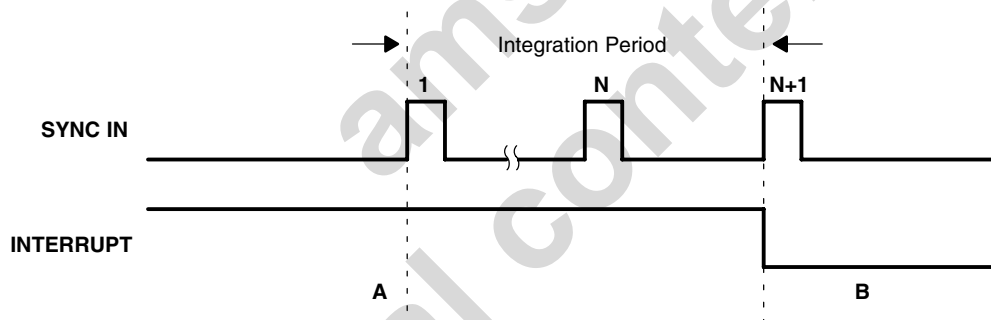 Integration Period
1 N N+1
SYNC IN
INTERRUPT
A B